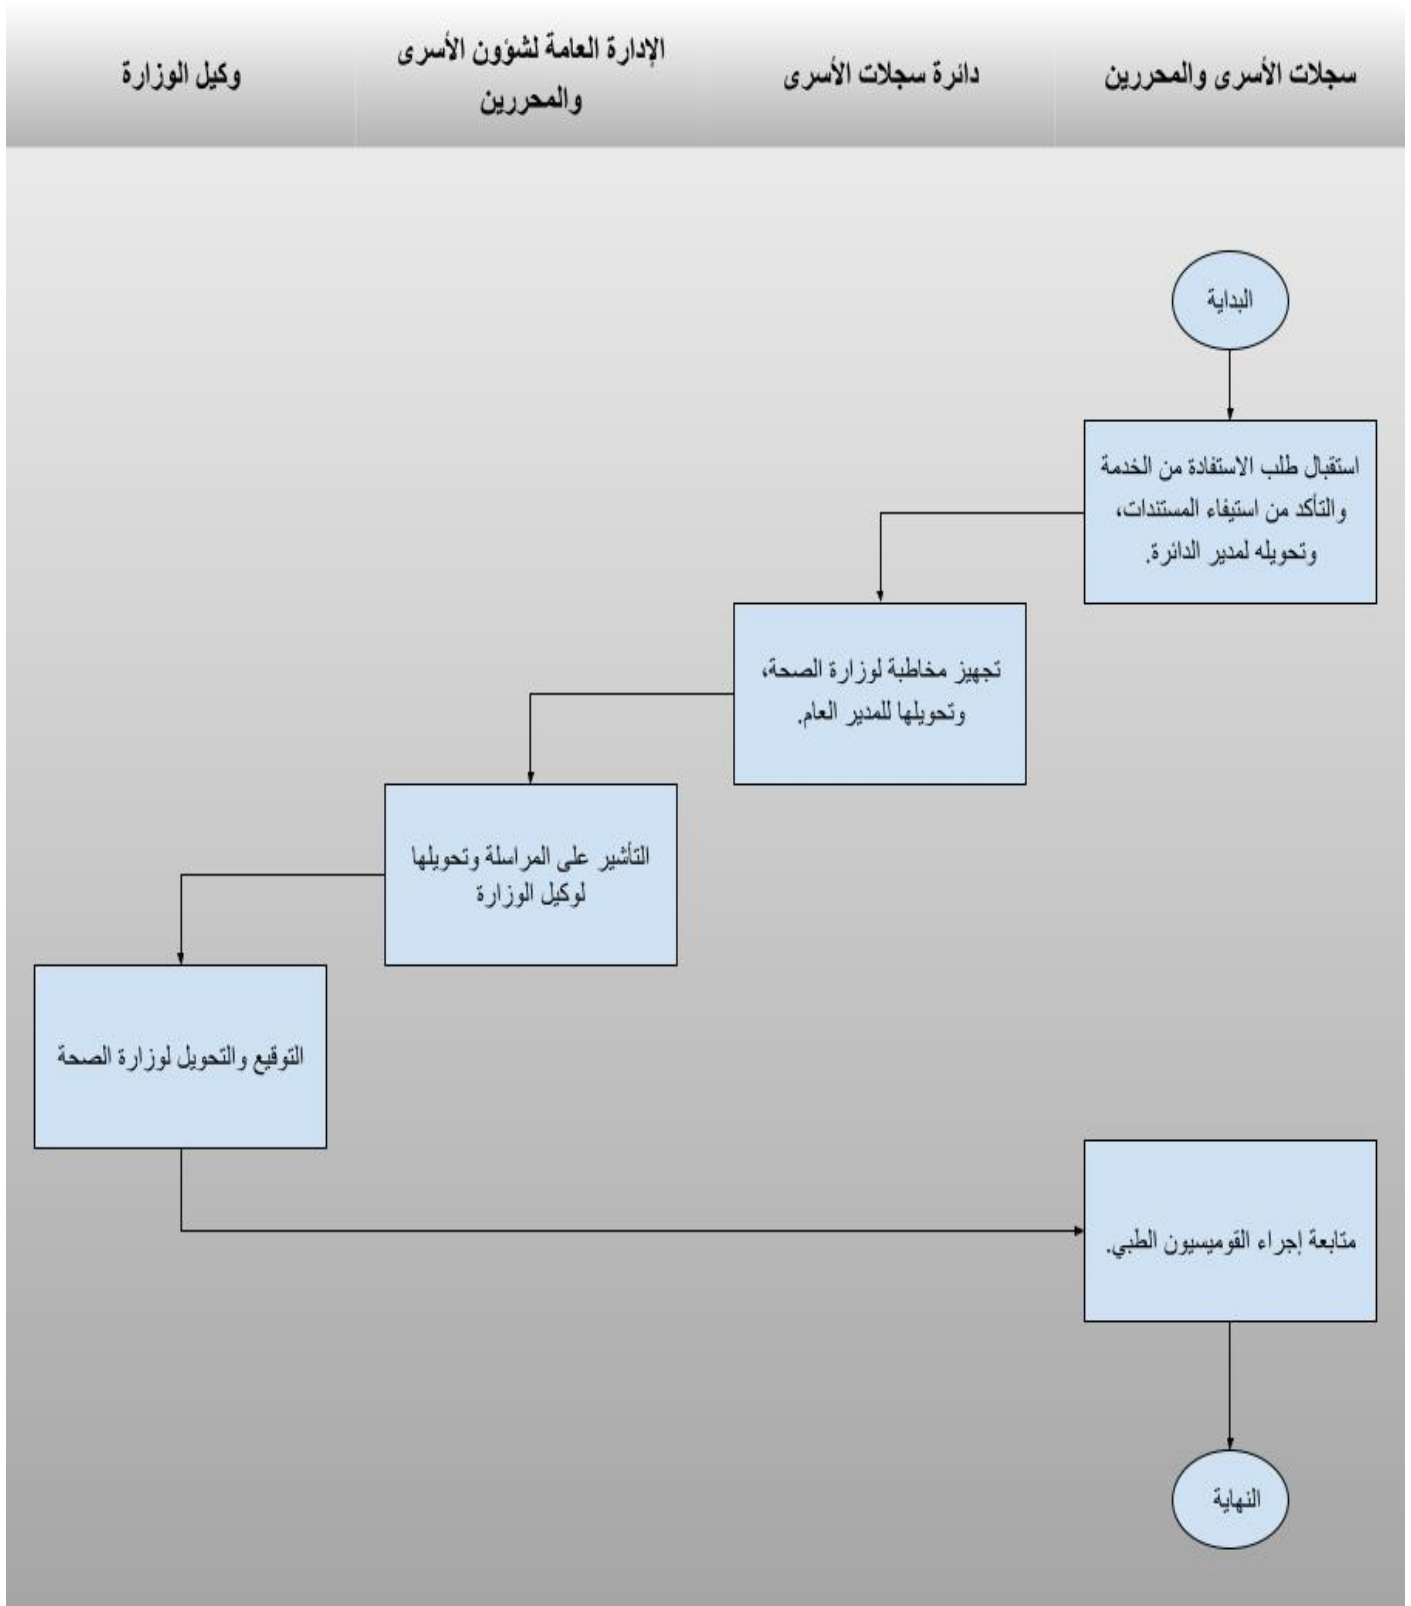 سجلات الأسرى والمحررين
دائرة سجلات الأسرى
الإدارة العامة لشؤون الأسرى
والمحررين
وكيل الوزارة
البداية
استقبال طلب الاستفادة من الخدمة
والتأكد من استيفاء المستندات،
وتحويله لمدير الدائرة.
تجهيز مخاطبة لوزارة الصحة،
وتحويلها للمدير العام.
التأشير على المراسلة وتحويلها
لوكيل الوزارة
التوقيع والتحويل لوزارة الصحة
متابعة إجراء القوميسيون الطبي.
النهاية